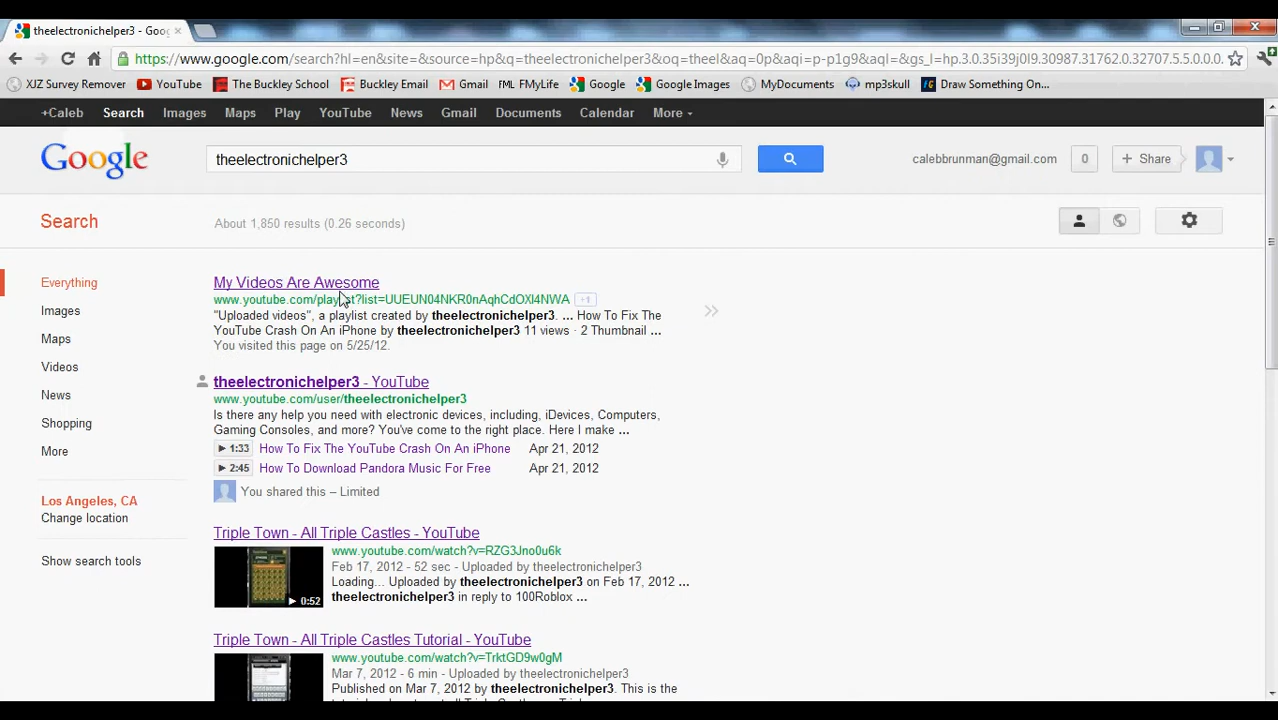 theelectronichelper3 - Goog
https://www.google.com/search?hl=en&site=&source=hp&q=theelectronichelper3&oq=theel&aq=0p&aqi=p-p1g9&aql=&gs_l=hp.3.0.35i39j0l9.30987.31762.0.32707.5.5.0.0.0.
XJZ Survey Remover YouTube The Buckley School Buckley Email Gmail fML FMyLife Google Google Images MyDocuments mp3skull Draw Something On...
+Caleb Search Images Maps Play YouTube News Gmail Documents Calendar More
Google theelectronichelper3 calebbrunman@gmail.com 0 + Share
Search About 1,850 results (0.26 seconds)
Everything
Images
Maps
Videos
News
Shopping
More
Los Angeles, CA
Change location
Show search tools
My Videos Are Awesome
www.youtube.com/playlist?list=UUEUN04NKR0nAqhCdOXl4NWA +1
"Uploaded videos", a playlist created by theelectronichelper3. ... How To Fix The
YouTube Crash On An iPhone by theelectronichelper3 11 views · 2 Thumbnail ...
You visited this page on 5/25/12.
theelectronichelper3 - YouTube
www.youtube.com/user/theelectronichelper3
Is there any help you need with electronic devices, including, iDevices, Computers,
Gaming Consoles, and more? You've come to the right place. Here I make ...
1:33 How To Fix The YouTube Crash On An iPhone Apr 21, 2012
2:45 How To Download Pandora Music For Free Apr 21, 2012
You shared this – Limited
Triple Town - All Triple Castles - YouTube
www.youtube.com/watch?v=RZG3Jno0u6k
Feb 17, 2012 - 52 sec - Uploaded by theelectronichelper3
Loading... Uploaded by theelectronichelper3 on Feb 17, 2012 ...
theelectronichelper3 in reply to 100Roblox ...
0:52
Triple Town - All Triple Castles Tutorial - YouTube
www.youtube.com/watch?v=TrktGD9w0gM
Mar 7, 2012 - 6 min - Uploaded by theelectronichelper3
Published on Mar 7, 2012 by theelectronichelper3. This is the